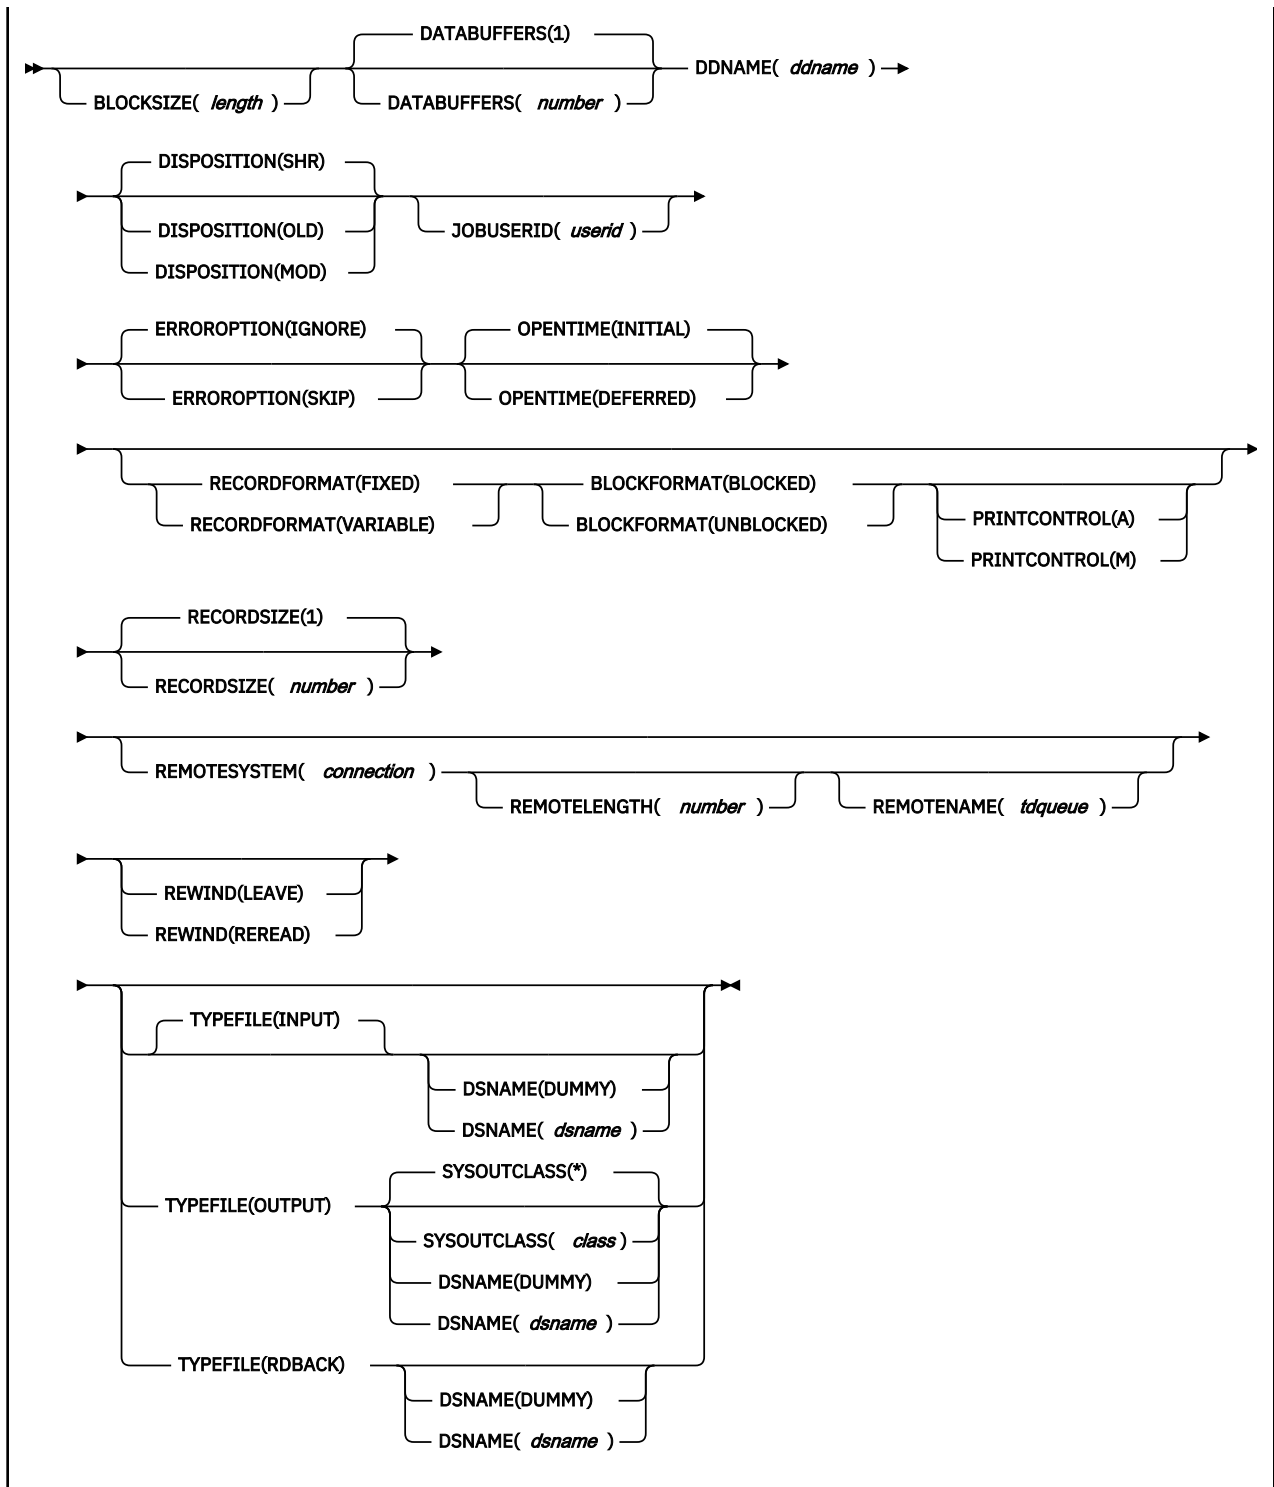 DATABUFFERS(1)
DDNAME( ddname )
BLOCKSIZE( length )
DATABUFFERS( number )
DISPOSITION(SHR)
DISPOSITION(OLD)
JOBUSERID( userid )
DISPOSITION(MOD)
ERROROPTION(IGNORE)
OPENTIME(INITIAL)
ERROROPTION(SKIP)
OPENTIME(DEFERRED)
RECORDFORMAT(FIXED)
BLOCKFORMAT(BLOCKED)
RECORDFORMAT(VARIABLE)
BLOCKFORMAT(UNBLOCKED)
PRINTCONTROL(A)
PRINTCONTROL(M)
RECORDSIZE(1)
RECORDSIZE( number )
REMOTESYSTEM( connection )
REMOTELENGTH( number )
REMOTENAME( tdqueue )
REWIND(LEAVE)
REWIND(REREAD)
TYPEFILE(INPUT)
DSNAME(DUMMY)
DSNAME( dsname )
SYSOUTCLASS(*)
TYPEFILE(OUTPUT)
SYSOUTCLASS( class )
DSNAME(DUMMY)
DSNAME( dsname )
TYPEFILE(RDBACK)
DSNAME(DUMMY)
DSNAME( dsname )